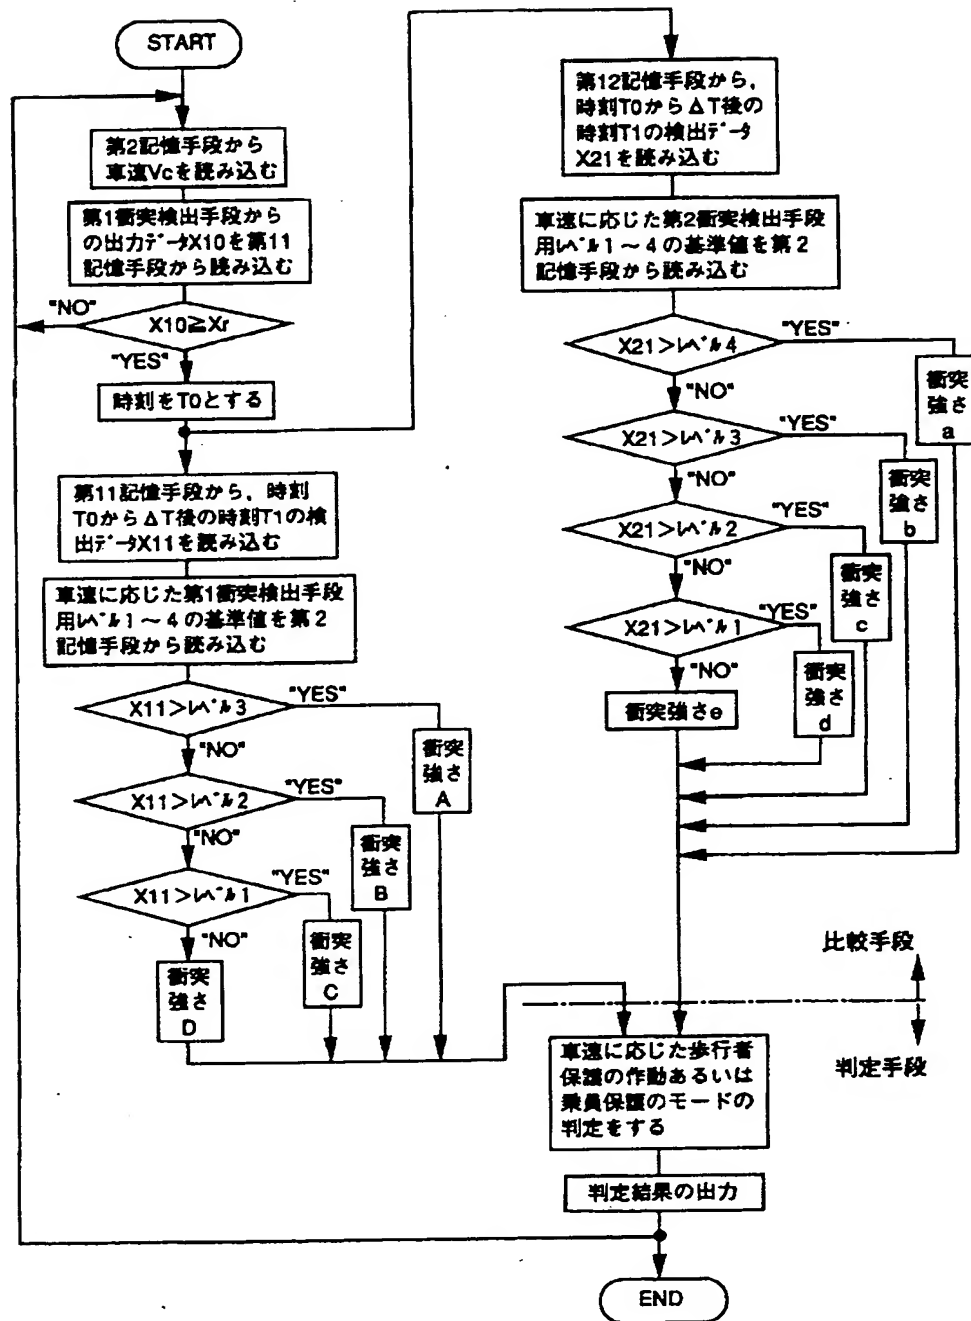 START
第2記憶手段から
車速Vcを読み込む
第1衝突検出手段から
の出力ﾃﾞｰﾀX10を第11
記憶手段から読み込む
"NO"
X10≧Xr
"YES"
時刻をT0とする
第11記憶手段から，時刻
T0からΔT後の時刻T1の検
出ﾃﾞｰﾀX11を読み込む
車速に応じた第1衝突検出手段
用ﾚﾍﾞﾙ1～4の基準値を第2
記憶手段から読み込む
X11＞ﾚﾍﾞﾙ3
"YES"
"NO"
衝突
強さ
A
X11＞ﾚﾍﾞﾙ2
"YES"
"NO"
衝突
強さ
B
X11＞ﾚﾍﾞﾙ1
"YES"
"NO"
衝突
強さ
C
衝突
強さ
D
第12記憶手段から，
時刻T0からΔT後の
時刻T1の検出ﾃﾞｰﾀ
X21を読み込む
車速に応じた第2衝突検出手段
用ﾚﾍﾞﾙ1～4の基準値を第2
記憶手段から読み込む
X21＞ﾚﾍﾞﾙ4
"YES"
"NO"
衝突
強さ
a
X21＞ﾚﾍﾞﾙ3
"YES"
"NO"
衝突
強さ
b
X21＞ﾚﾍﾞﾙ2
"YES"
"NO"
衝突
強さ
c
X21＞ﾚﾍﾞﾙ1
"YES"
"NO"
衝突
強さ
d
衝突強さe
比較手段
判定手段
車速に応じた歩行者
保護の作動あるいは
乗員保護のモードの
判定をする
判定結果の出力
END